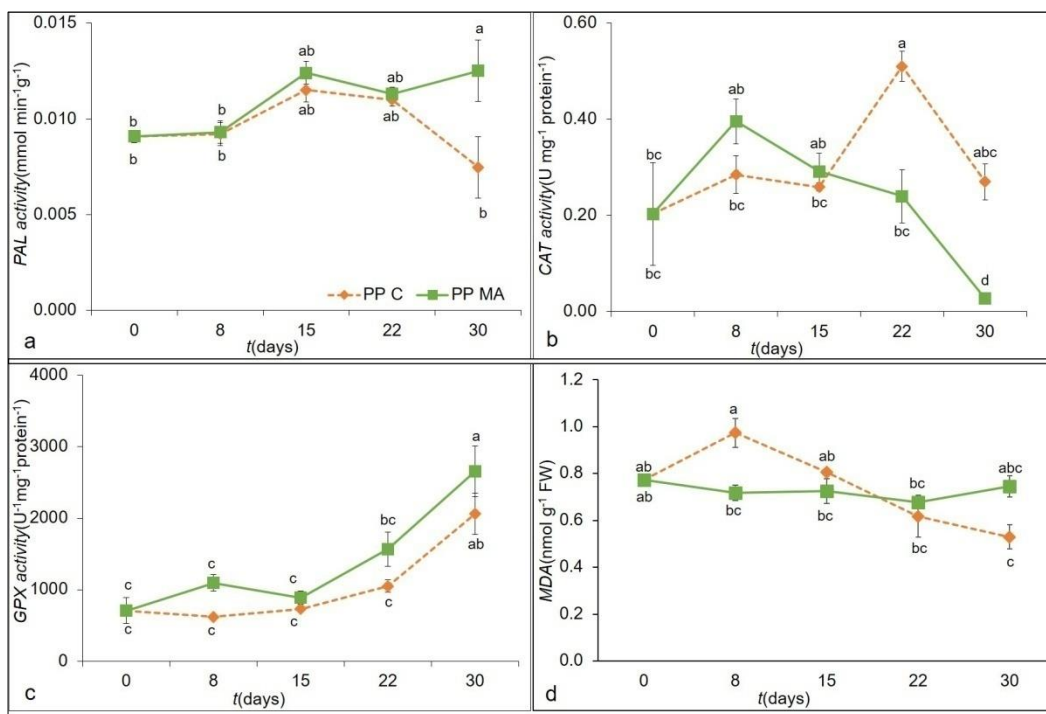 0.015
0.010
0.005
0.000
PAL activity(mmol min⁻¹g⁻¹)
b b ab ab a
b b ab ab b
PP C PP MA
0 8 15 22 30
t(days)
a
0.60
0.40
0.20
0.00
CAT activity(U mg⁻¹ protein⁻¹)
bc ab ab a abc
bc bc bc bc d
0 8 15 22 30
t(days)
b
4000
3000
2000
1000
0
GPX activity(U⁻¹mg⁻¹protein⁻¹)
c c c bc a
c c c c ab
0 8 15 22 30
t(days)
c
1.2
1.0
0.8
0.6
0.4
0.2
0.0
MDA(nmol g⁻¹ FW)
ab a ab bc abc
ab bc bc bc c
0 8 15 22 30
t(days)
d